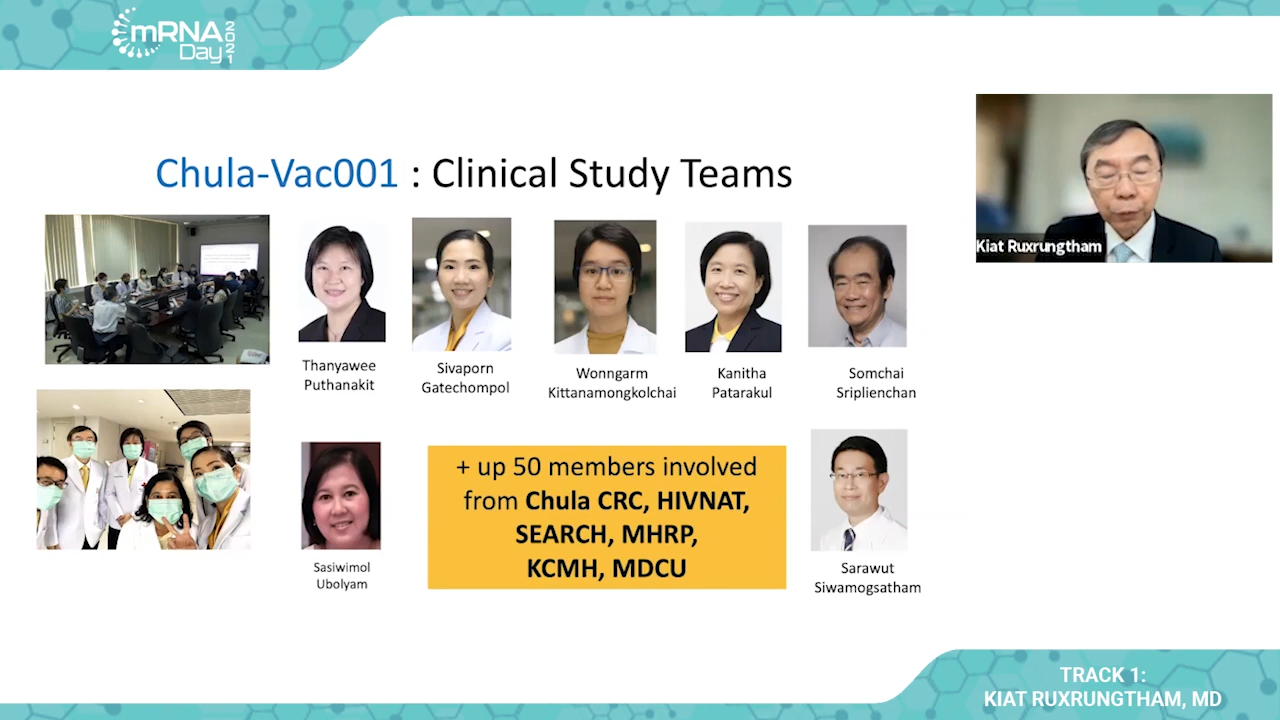 mRNA
Day
2021
Chula-Vac001 : Clinical Study Teams
Kiat Ruxrungtham
Thanyawee
Puthanakit
Sivaporn
Gatechompol
Wonngarm
Kittanamongkolchai
Kanitha
Patarakul
Somchai
Sriplienchan
Sasiwimol
Ubolyam
+ up 50 members involved
from Chula CRC, HIVNAT,
SEARCH, MHRP,
KCMH, MDCU
Sarawut
Siwamogsatham
TRACK 1:
KIAT RUXRUNGTHAM, MD